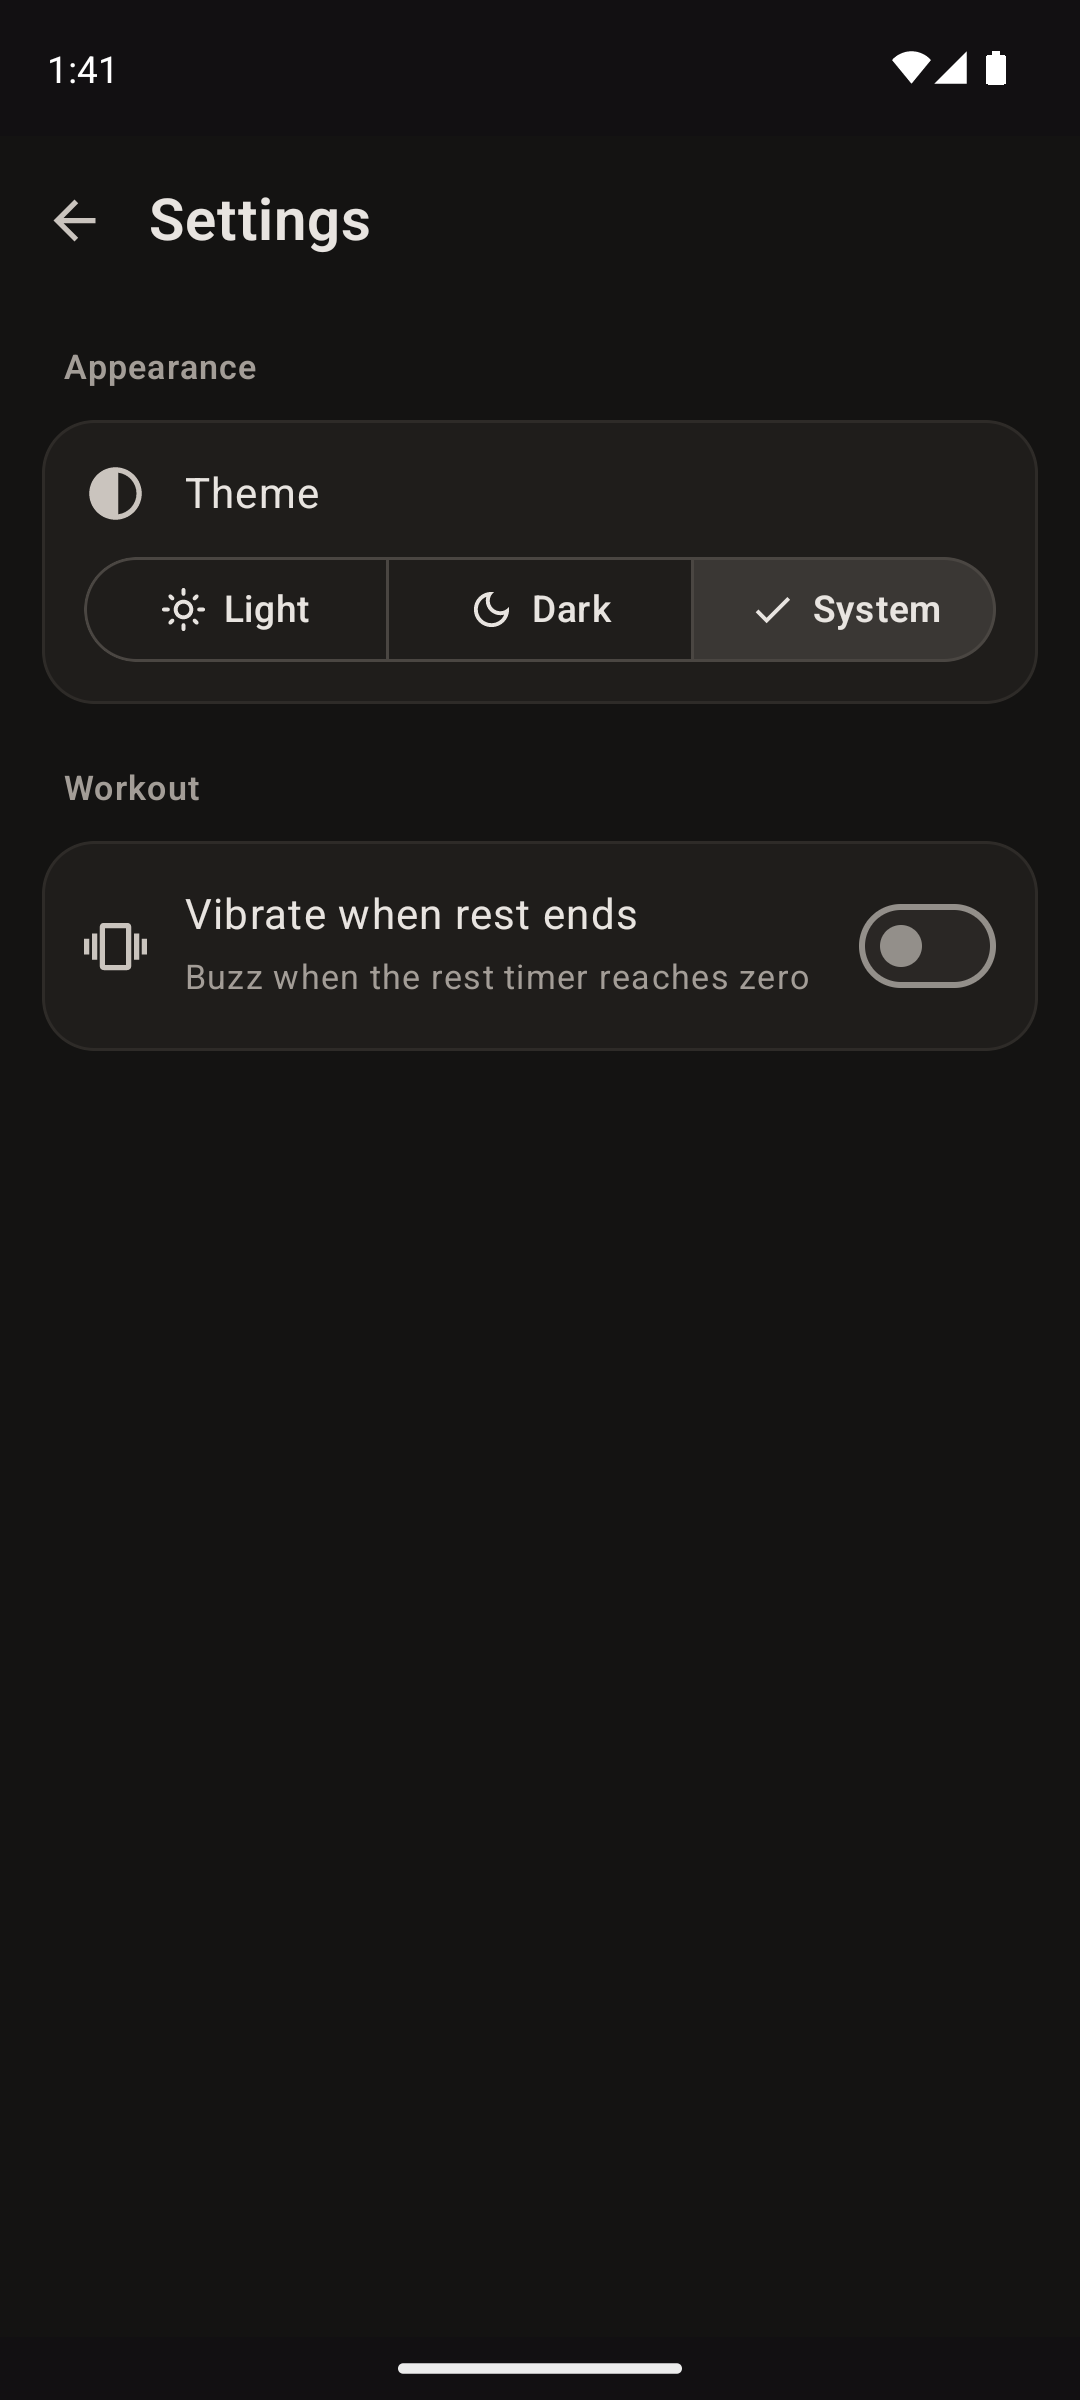 1:41
Settings
Appearance
Theme
Light
Dark
System
Workout
Vibrate when rest ends
Buzz when the rest timer reaches zero